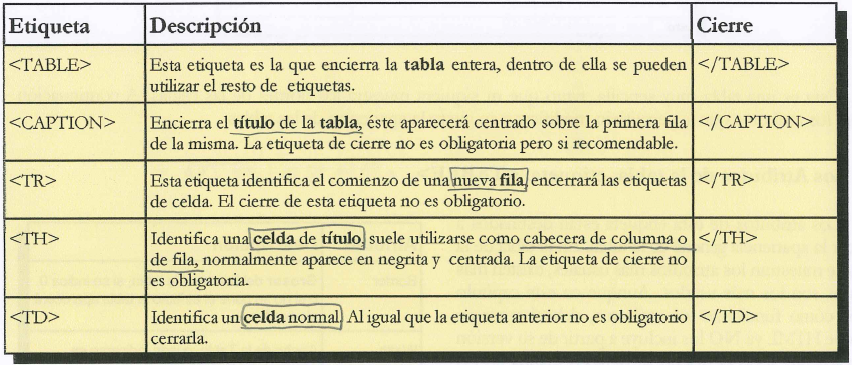 Etiqueta Descripción Cierre
<TABLE> Esta etiqueta es la que encierra la tabla entera, dentro de ella se pueden </TABLE>
utilizar el resto de etiquetas.
<CAPTION> Encierra el título de la tabla, éste aparecerá centrado sobre la primera fila </CAPTION>
de la misma. La etiqueta de cierre no es obligatoria pero si recomendable.
<TR> Esta etiqueta identifica el comienzo de una nueva fila, encerrará las etiquetas </TR>
de celda. El cierre de esta etiqueta no es obligatorio.
<TH> Identifica una celda de título, suele utilizarse como cabecera de columna o </TH>
de fila, normalmente aparece en negrita y centrada. La etiqueta de cierre no
es obligatoria.
<TD> Identifica un celda normal. Al igual que la etiqueta anterior no es obligatorio </TD>
cerrarla.